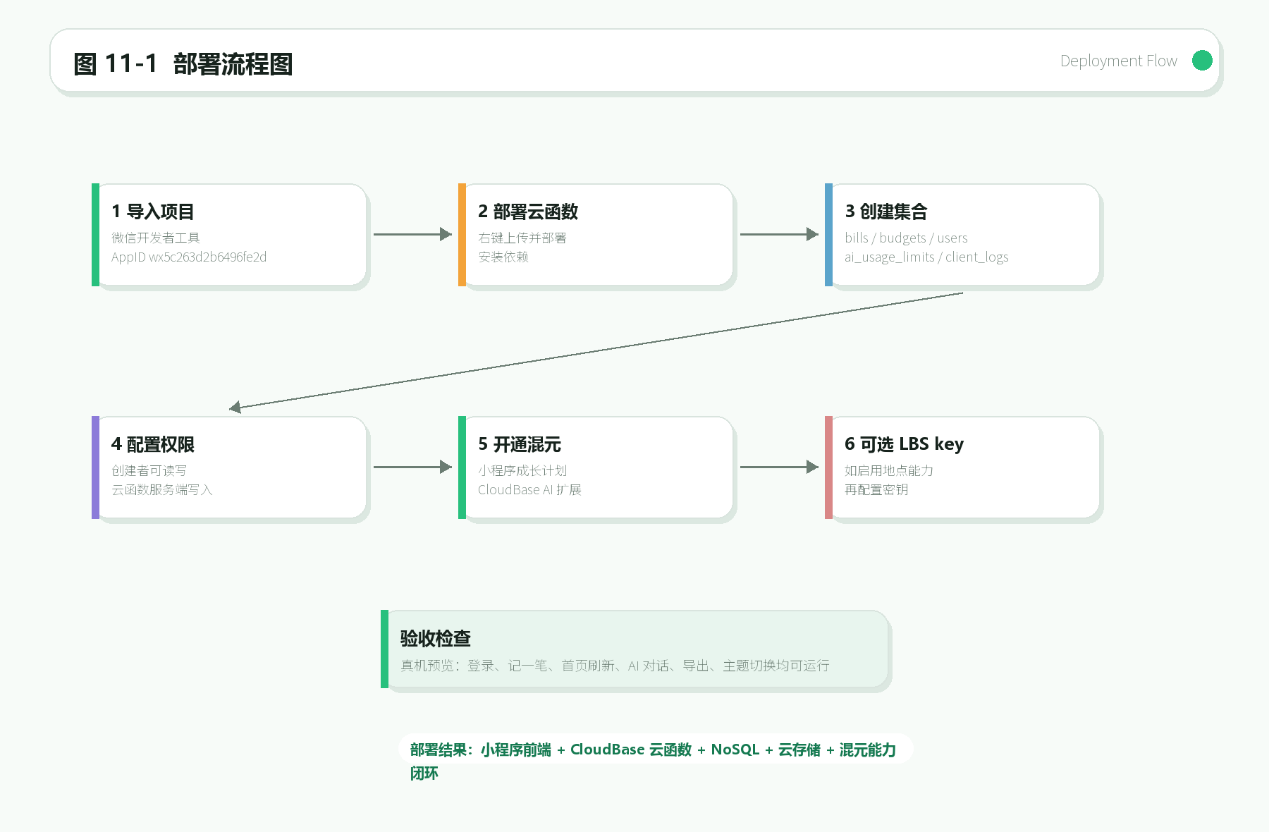 图 11-1 部署流程图
Deployment Flow
1 导入项目
微信开发者工具
AppID wx5c263d2b6496fe2d
2 部署云函数
右键上传并部署
安装依赖
3 创建集合
bills / budgets / users
ai_usage_limits / client_logs
4 配置权限
创建者可读写
云函数服务端写入
5 开通混元
小程序成长计划
CloudBase AI 扩展
6 可选 LBS key
如启用地点能力
再配置密钥
验收检查
真机预览：登录、记一笔、首页刷新、AI 对话、导出、主题切换均可运行
部署结果：小程序前端 + CloudBase 云函数 + NoSQL + 云存储 + 混元能力
闭环